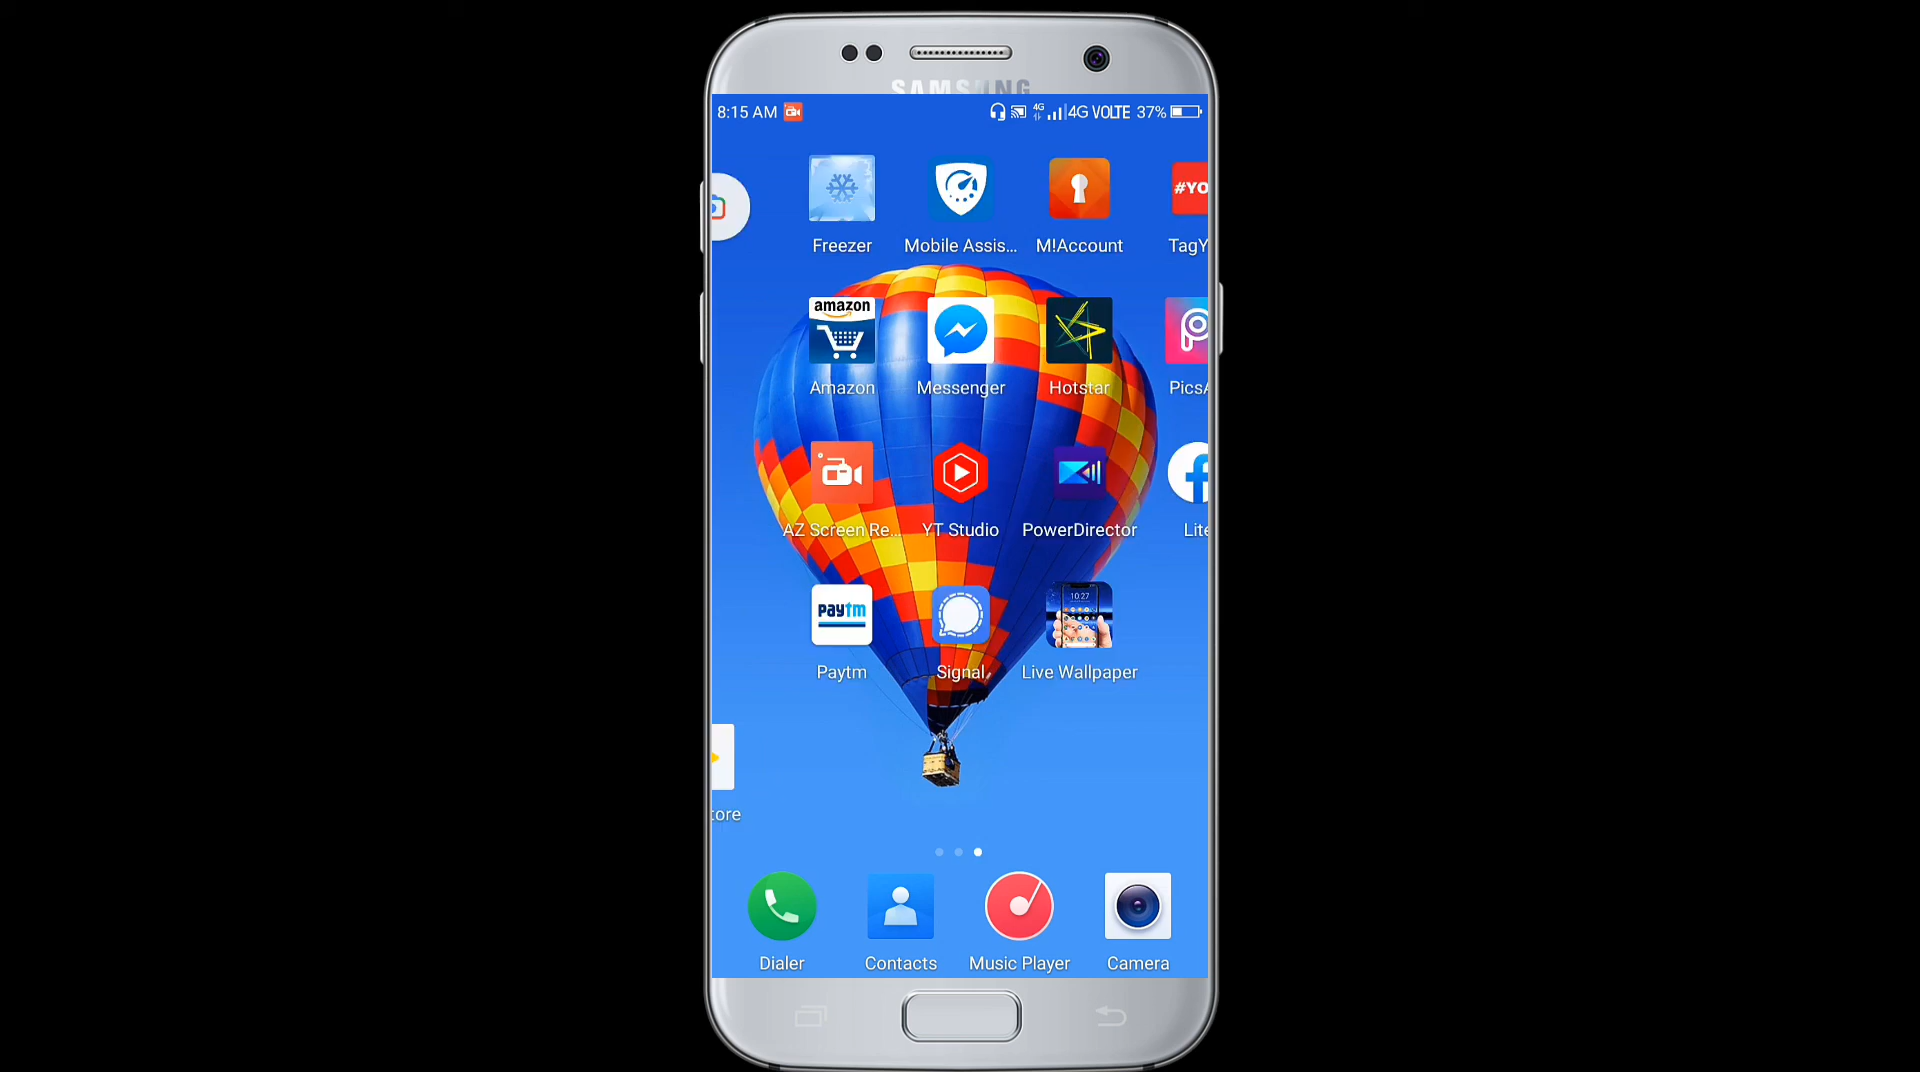 SAMSUNG
8:15 AM 4G 4G VOLTE 37%
#YO
Freezer Mobile Assis... M!Account TagY
amazon
Amazon Messenger Hotstar PicsA
AZ Screen Re... YT Studio PowerDirector Lite
paytm 10:27
Paytm Signal Live Wallpaper
tore
Dialer Contacts Music Player Camera